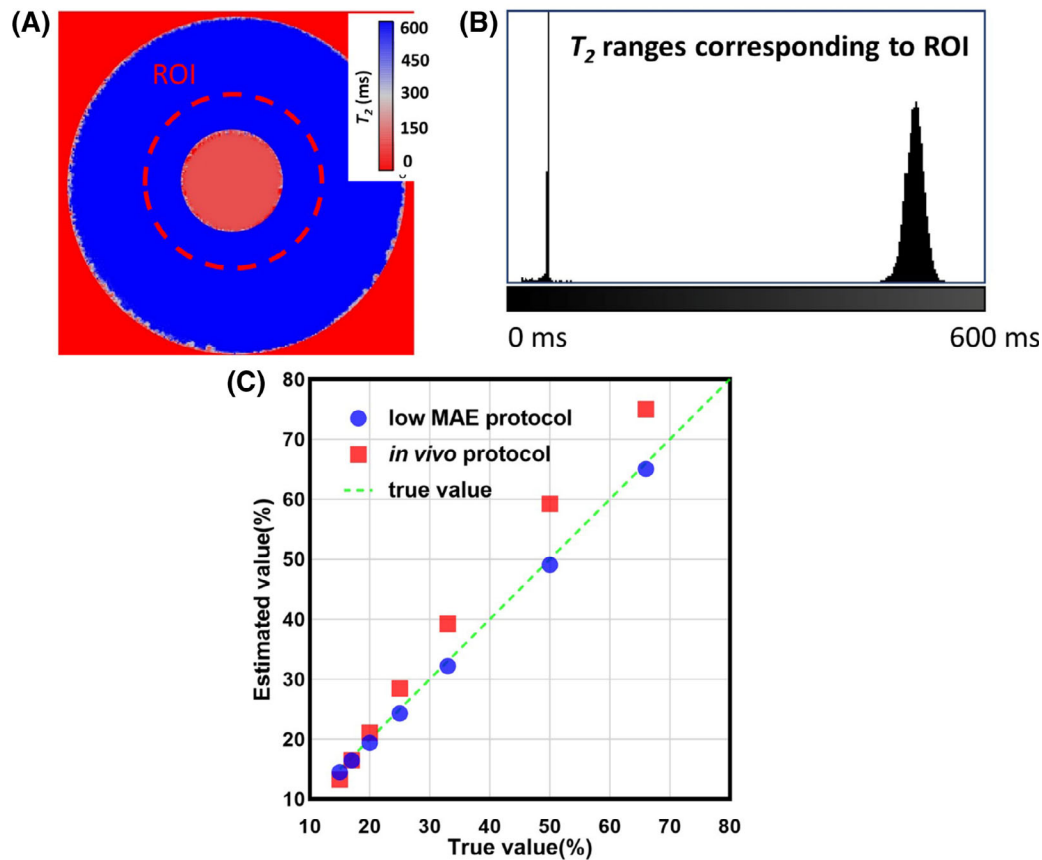 (A)
ROI
T₂ (ms)
600
450
300
150
0
(B)
T₂ ranges corresponding to ROI
0 ms
600 ms
(C)
Estimated value(%)
80
70
60
50
40
30
20
10
low MAE protocol
in vivo protocol
true value
10 20 30 40 50 60 70 80
True value(%)